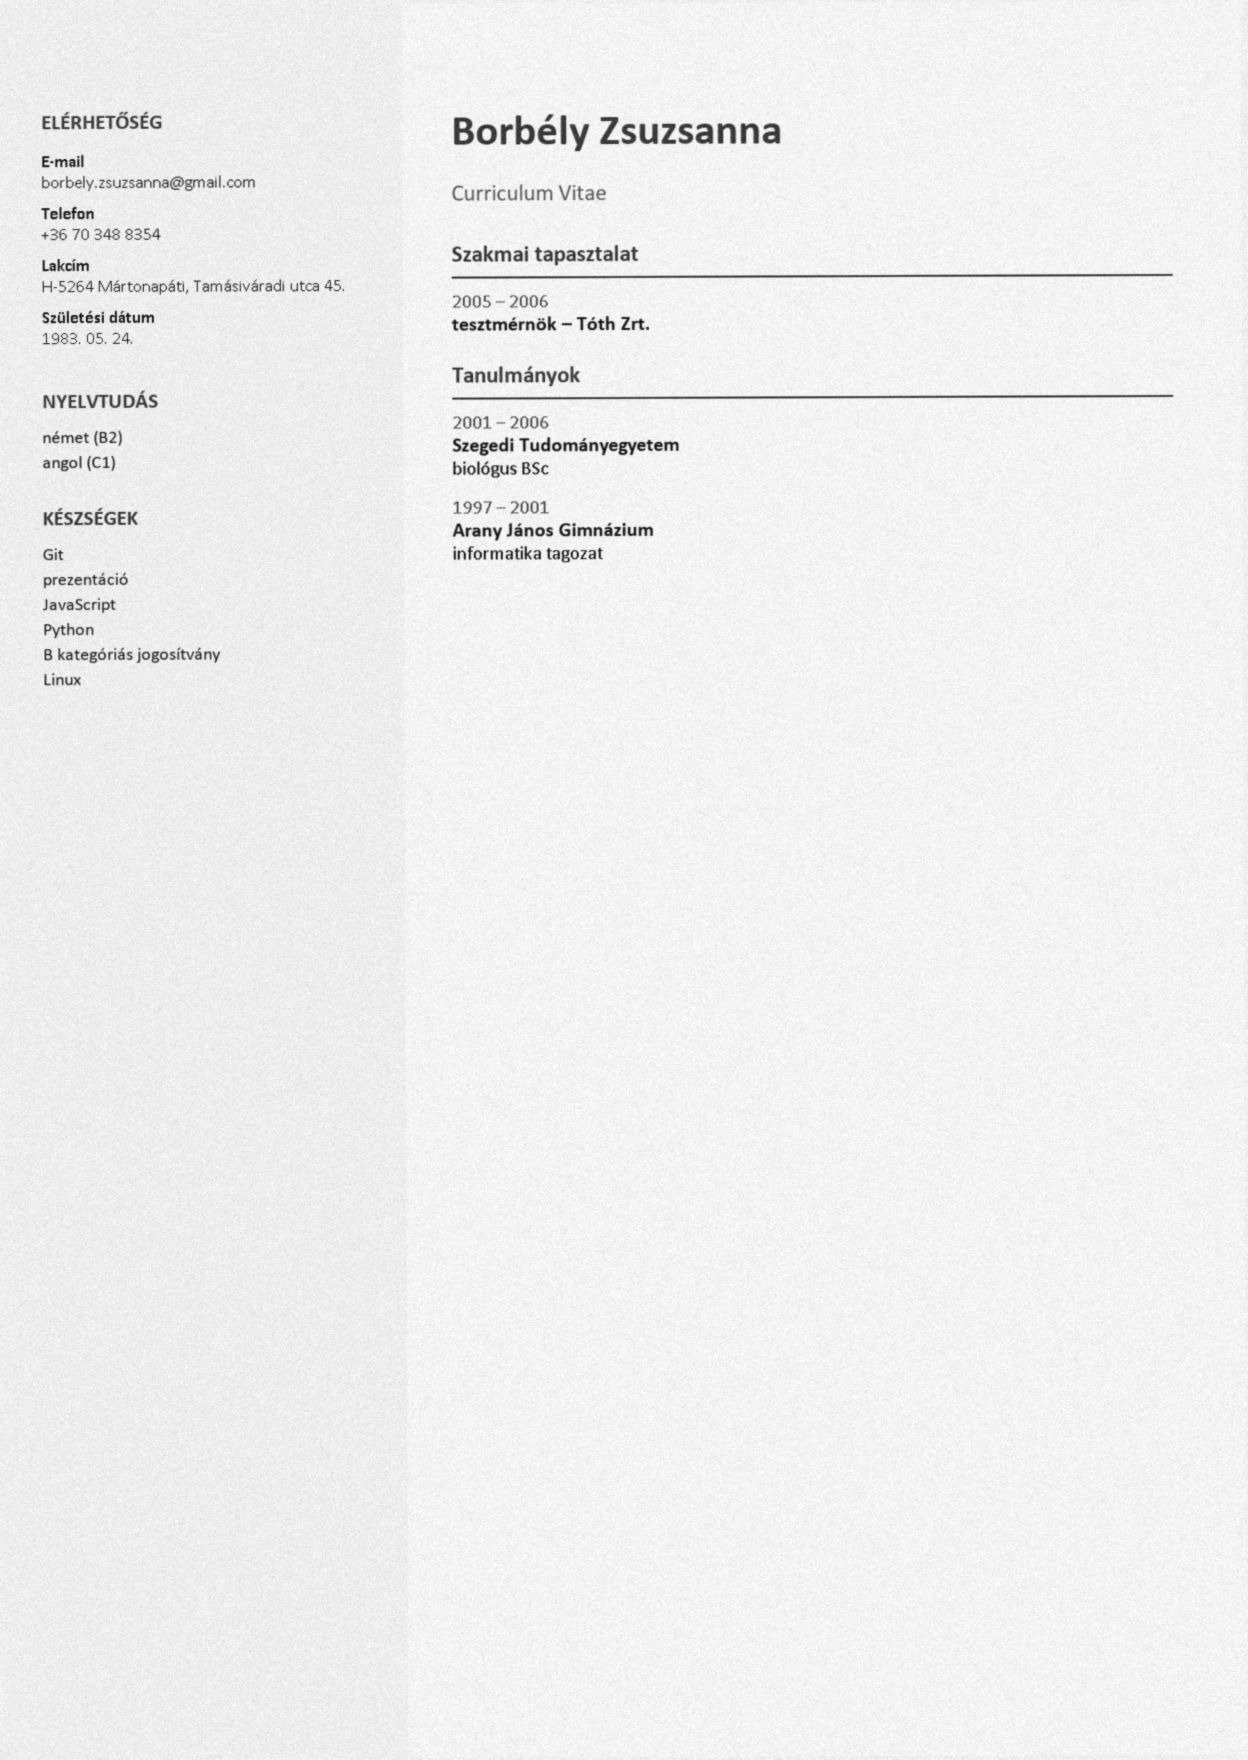 ELÉRHETŐSÉG
E-mail
borbely.zsuzsanna@gmail.com
Telefon
+36 70 348 8354
Lakcím
H-5264 Mártonapáti, Tamásiváradi utca 45.
Születési dátum
1983. 05. 24.
NYELVTUDÁS
német (B2)
angol (C1)
KÉSZSÉGEK
Git
prezentáció
JavaScript
Python
B kategóriás jogosítvány
Linux
Borbély Zsuzsanna
Curriculum Vitae
Szakmai tapasztalat
2005 – 2006
tesztmérnök – Tóth Zrt.
Tanulmányok
2001 – 2006
Szegedi Tudományegyetem
biológus BSc
1997 – 2001
Arany János Gimnázium
informatika tagozat